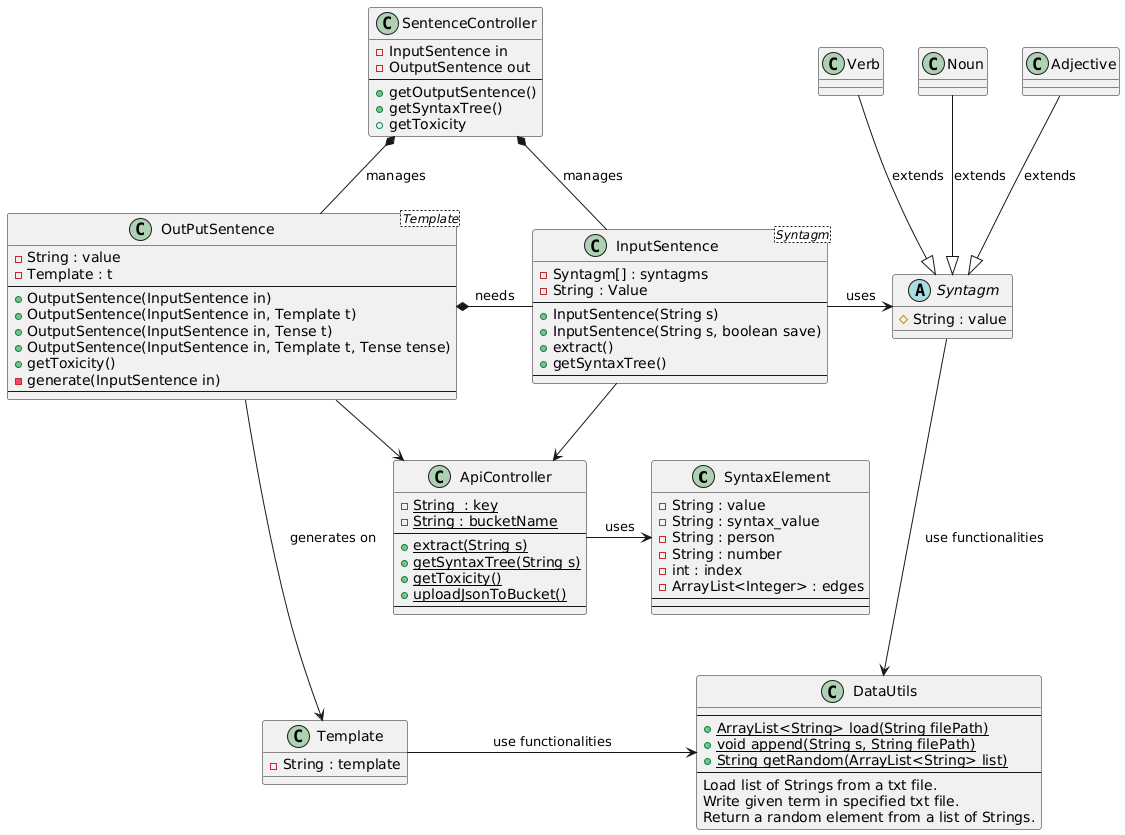 C SentenceController
InputSentence in
OutputSentence out
getOutputSentence()
getSyntaxTree()
getToxicity
C Verb
C Noun
C Adjective
manages
manages
extends
extends
extends
C OutPutSentence
Template
String : value
Template : t
OutputSentence(InputSentence in)
OutputSentence(InputSentence in, Template t)
OutputSentence(InputSentence in, Tense t)
OutputSentence(InputSentence in, Template t, Tense tense)
getToxicity()
generate(InputSentence in)
needs
C InputSentence
Syntagm
Syntagm[] : syntagms
String : Value
InputSentence(String s)
InputSentence(String s, boolean save)
extract()
getSyntaxTree()
uses
A Syntagm
String : value
C ApiController
String  : key
String : bucketName
extract(String s)
getSyntaxTree(String s)
getToxicity()
uploadJsonToBucket()
uses
C SyntaxElement
String : value
String : syntax_value
String : person
String : number
int : index
ArrayList<Integer> : edges
generates on
use functionalities
C Template
String : template
use functionalities
C DataUtils
ArrayList<String> load(String filePath)
void append(String s, String filePath)
String getRandom(ArrayList<String> list)
Load list of Strings from a txt file.
Write given term in specified txt file.
Return a random element from a list of Strings.